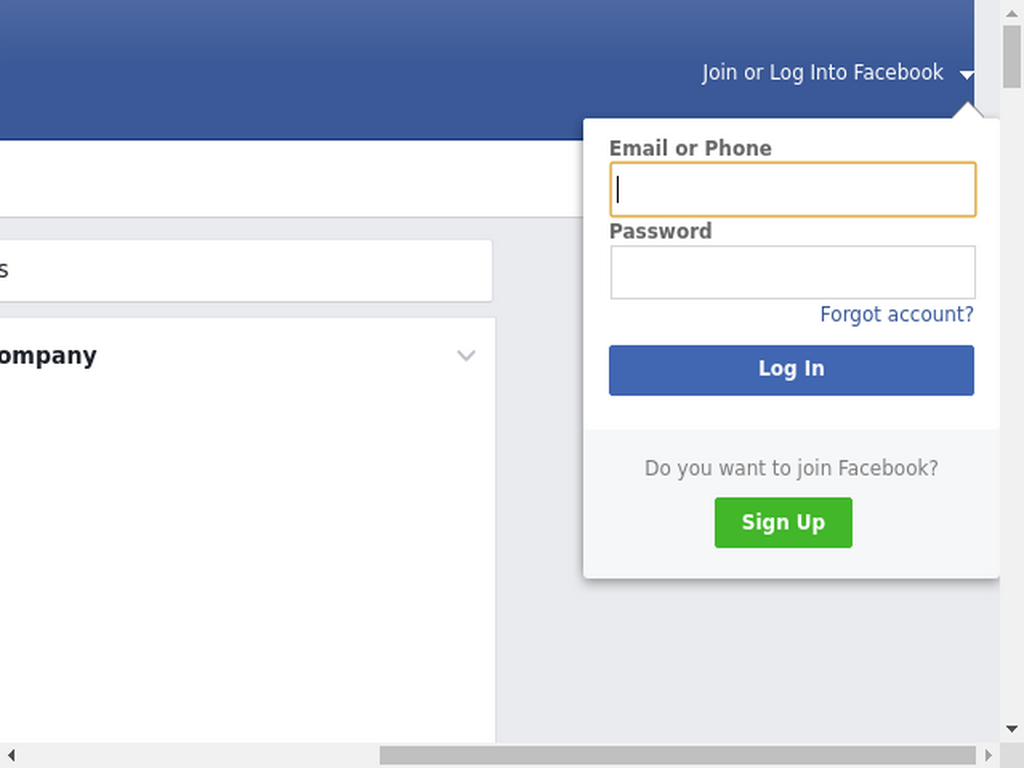 Join or Log Into Facebook
Email or Phone
Password
s
Forgot account?
ompany
Log In
Do you want to join Facebook?
Sign Up